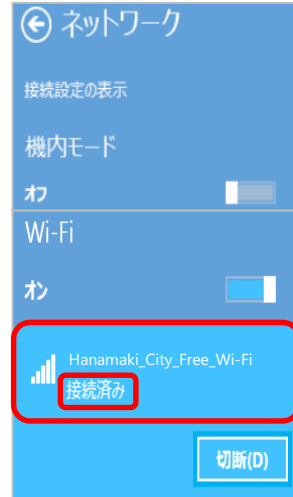 ネットワーク
接続設定の表示
機内モード
オフ
Wi-Fi
オン
Hanamaki_City_Free_Wi-Fi
接続済み
切断(D)